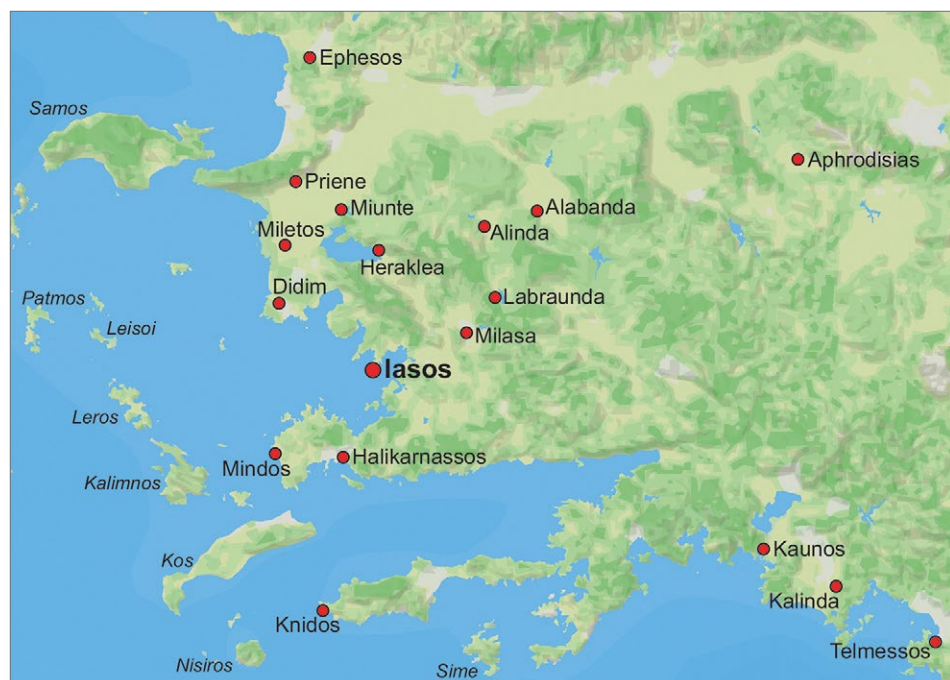 Ephesos
Samos
Aphrodisias
Priene
Miunte
Alabanda
Miletos
Alinda
Heraklea
Didim
Patmos
Labraunda
Leisoi
Milasa
Iasos
Leros
Mindos
Halikarnassos
Kalimnos
Kaunos
Kos
Kalinda
Knidos
Telmessos
Nisiros
Sime